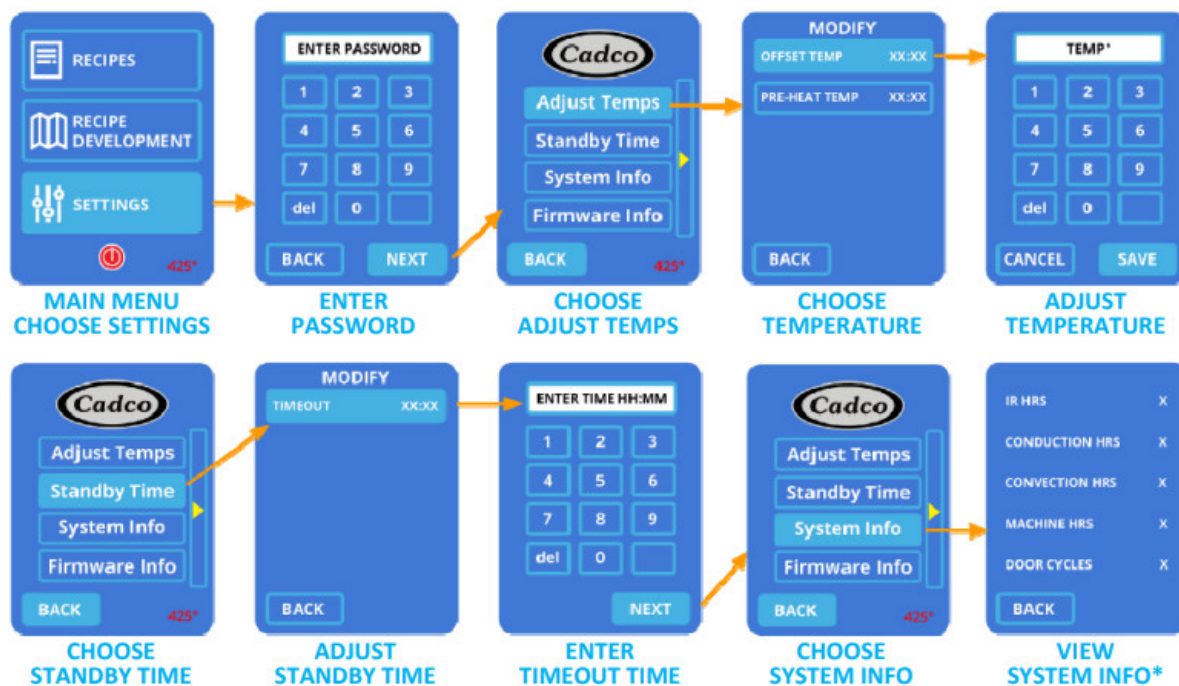 RECIPES
RECIPE
DEVELOPMENT
SETTINGS
425°
MAIN MENU
CHOOSE SETTINGS
ENTER PASSWORD
1 2 3
4 5 6
7 8 9
del 0
BACK NEXT
ENTER
PASSWORD
Cadco
Adjust Temps
Standby Time
System Info
Firmware Info
BACK 425°
CHOOSE
ADJUST TEMPS
MODIFY
OFFSET TEMP XX:XX
PRE-HEAT TEMP XX:XX
BACK
CHOOSE
TEMPERATURE
TEMP°
1 2 3
4 5 6
7 8 9
del 0
CANCEL SAVE
ADJUST
TEMPERATURE
Cadco
Adjust Temps
Standby Time
System Info
Firmware Info
BACK 425°
CHOOSE
STANDBY TIME
MODIFY
TIMEOUT XX:XX
BACK
ADJUST
STANDBY TIME
ENTER TIME HH:MM
1 2 3
4 5 6
7 8 9
del 0
NEXT
ENTER
TIMEOUT TIME
Cadco
Adjust Temps
Standby Time
System Info
Firmware Info
BACK 425°
CHOOSE
SYSTEM INFO
IR HRS X
CONDUCTION HRS X
CONVECTION HRS X
MACHINE HRS X
DOOR CYCLES X
BACK
VIEW
SYSTEM INFO*